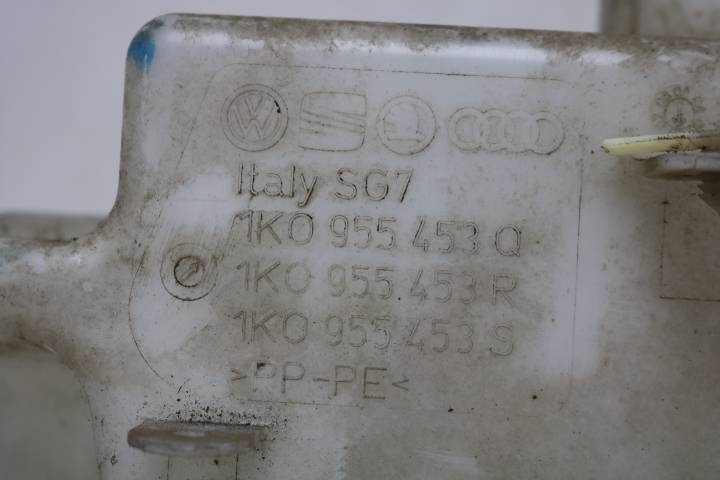 Italy SG7
1K0 955 453 Q
1K0 955 453 R
1K0 955 453 S
>PP-PE<